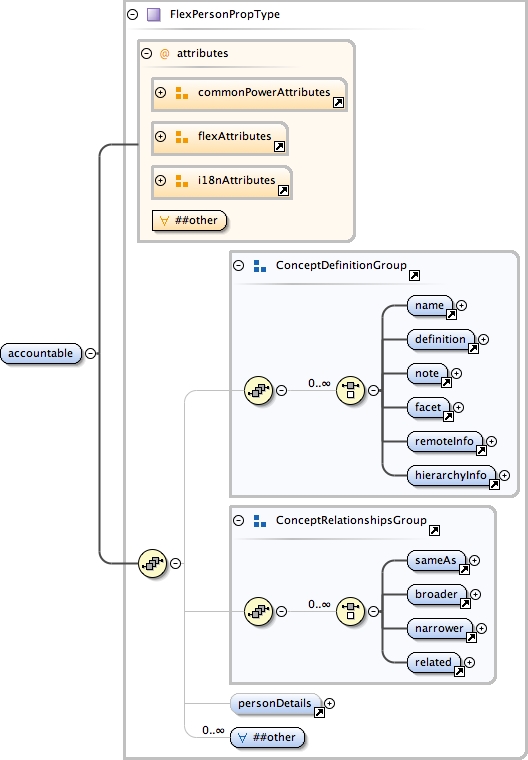 FlexPersonPropType
@ attributes
commonPowerAttributes
flexAttributes
i18nAttributes
∀ ##other
ConceptDefinitionGroup
name
definition
accountable
note
0..∞
facet
remoteInfo
hierarchyInfo
ConceptRelationshipsGroup
sameAs
broader
0..∞
narrower
related
personDetails
0..∞
∀ ##other